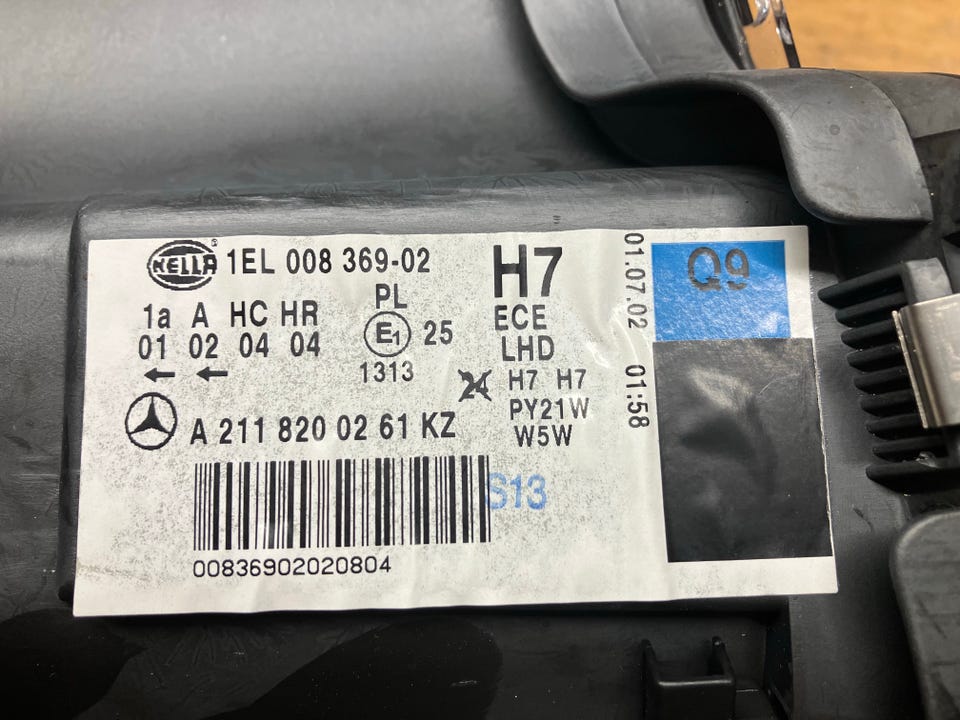 HELLA® 1EL 008 369-02
1a A HC HR
01 02 04 04
PL
E1 25
1313
A 211 820 02 61 KZ
00836902020804
H7
ECE
LHD
24 H7 H7
PY21W
W5W
S13
01.07.02 01:58
Q9